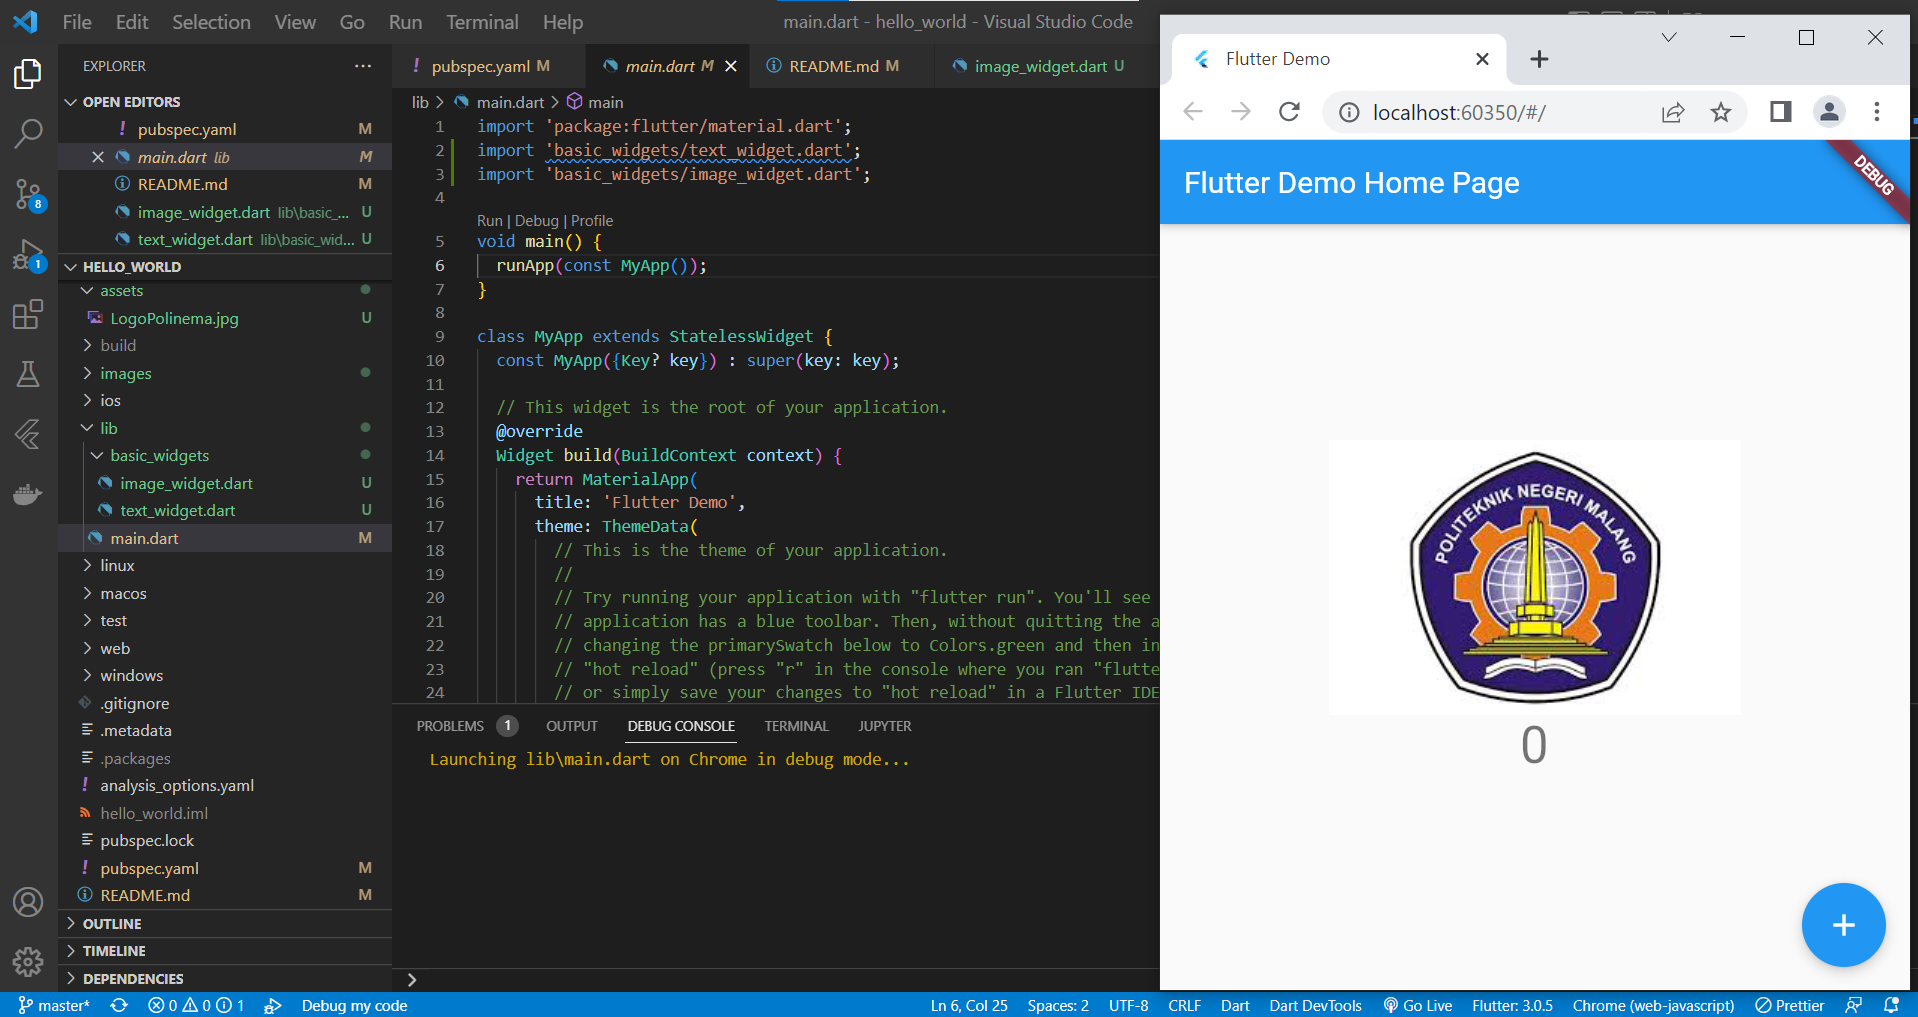 File Edit Selection View Go Run Terminal Help
main.dart - hello_world - Visual Studio Code
EXPLORER
OPEN EDITORS
pubspec.yaml M
main.dart lib M
README.md M
image_widget.dart lib\basic_... U
text_widget.dart lib\basic_wid... U
HELLO_WORLD
assets
LogoPolinema.jpg U
build
images
ios
lib
basic_widgets
image_widget.dart U
text_widget.dart U
main.dart M
linux
macos
test
web
windows
.gitignore
.metadata
.packages
analysis_options.yaml
hello_world.iml
pubspec.lock
pubspec.yaml M
README.md M
OUTLINE
TIMELINE
DEPENDENCIES
8
1
pubspec.yaml M
main.dart M
README.md M
image_widget.dart U
lib > main.dart > main
1 import 'package:flutter/material.dart';
2 import 'basic_widgets/text_widget.dart';
3 import 'basic_widgets/image_widget.dart';
4
Run | Debug | Profile
5 void main() {
6 runApp(const MyApp());
7 }
8
9 class MyApp extends StatelessWidget {
10 const MyApp({Key? key}) : super(key: key);
11
12 // This widget is the root of your application.
13 @override
14 Widget build(BuildContext context) {
15 return MaterialApp(
16 title: 'Flutter Demo',
17 theme: ThemeData(
18 // This is the theme of your application.
19 //
20 // Try running your application with "flutter run". You'll see
21 // application has a blue toolbar. Then, without quitting the a
22 // changing the primarySwatch below to Colors.green and then in
23 // "hot reload" (press "r" in the console where you ran "flutte
24 // or simply save your changes to "hot reload" in a Flutter IDE
PROBLEMS 1 OUTPUT DEBUG CONSOLE TERMINAL JUPYTER
Launching lib\main.dart on Chrome in debug mode...
Flutter Demo
localhost:60350/#/
Flutter Demo Home Page
DEBUG
POLITEKNIK NEGERI MALANG
0
master* 0 0 1 Debug my code Ln 6, Col 25 Spaces: 2 UTF-8 CRLF Dart Dart DevTools Go Live Flutter: 3.0.5 Chrome (web-javascript) Prettier